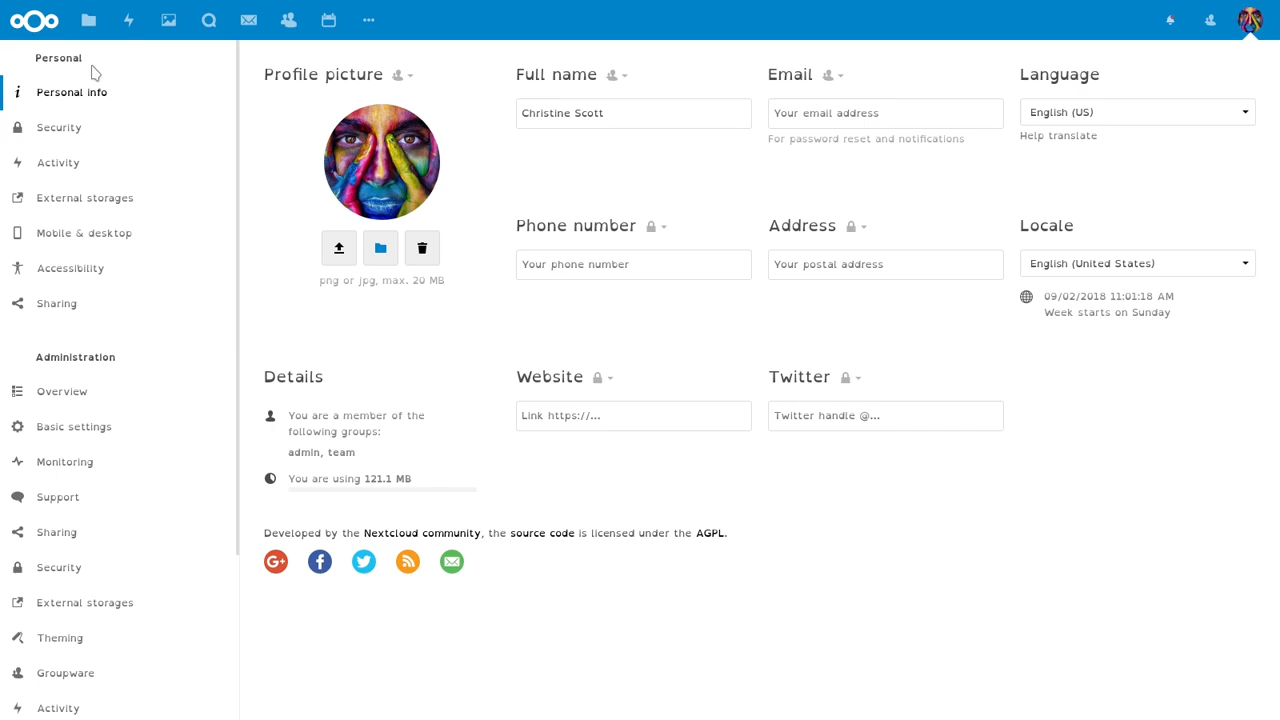 Personal
Personal info
Security
Activity
External storages
Mobile & desktop
Accessibility
Sharing
Administration
Overview
Basic settings
Monitoring
Support
Sharing
Security
External storages
Theming
Groupware
Activity
Profile picture
png or jpg, max. 20 MB
Full name
Christine Scott
Email
Your email address
For password reset and notifications
Language
English (US)
Help translate
Phone number
Your phone number
Address
Your postal address
Locale
English (United States)
09/02/2018 11:01:18 AM
Week starts on Sunday
Details
You are a member of the
following groups:
admin, team
You are using 121.1 MB
Website
Link https://...
Twitter
Twitter handle @...
Developed by the Nextcloud community, the source code is licensed under the AGPL.